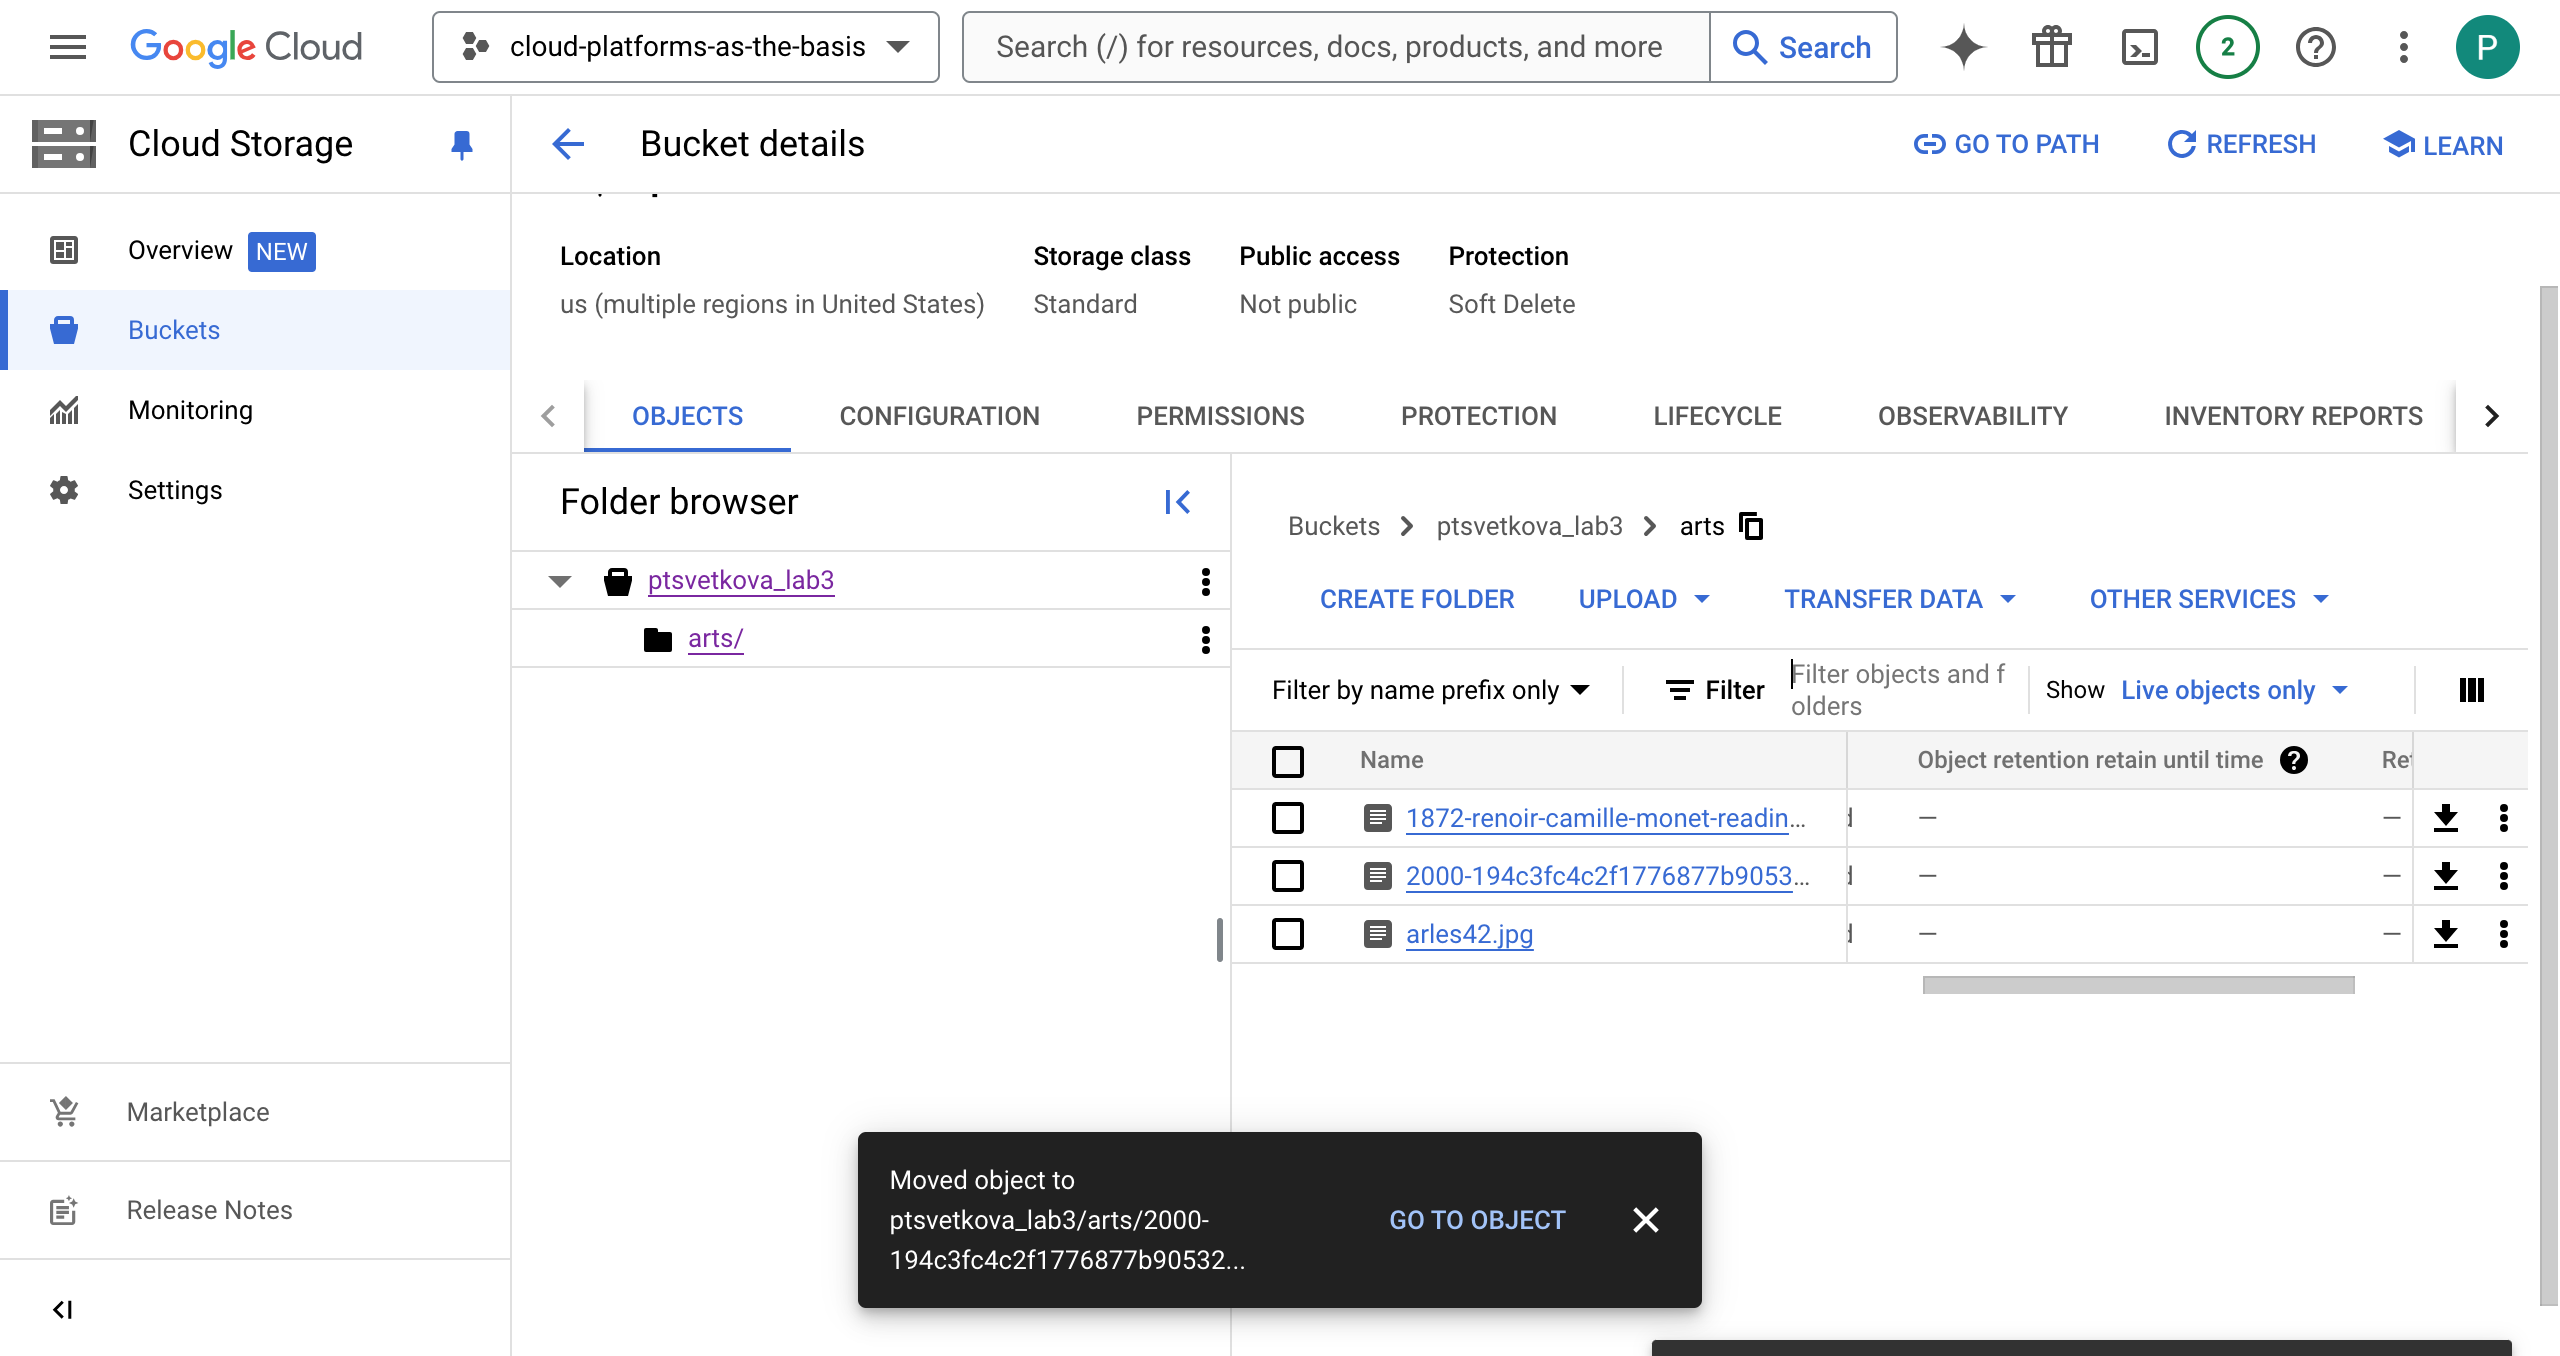 Google Cloud
cloud-platforms-as-the-basis
Search (/) for resources, docs, products, and more
Search
2
P
Cloud Storage
Bucket details
GO TO PATH
REFRESH
LEARN
Overview NEW
Buckets
Monitoring
Settings
Marketplace
Release Notes
Location
us (multiple regions in United States)
Storage class
Standard
Public access
Not public
Protection
Soft Delete
OBJECTS
CONFIGURATION
PERMISSIONS
PROTECTION
LIFECYCLE
OBSERVABILITY
INVENTORY REPORTS
Folder browser
ptsvetkova_lab3
arts/
Buckets > ptsvetkova_lab3 > arts
CREATE FOLDER
UPLOAD
TRANSFER DATA
OTHER SERVICES
Filter by name prefix only
Filter
Filter objects and f
olders
Show Live objects only
Name
Object retention retain until time
1872-renoir-camille-monet-readin...
—
—
2000-194c3fc4c2f1776877b9053...
—
—
arles42.jpg
—
—
Moved object to
ptsvetkova_lab3/arts/2000-
194c3fc4c2f1776877b90532...
GO TO OBJECT